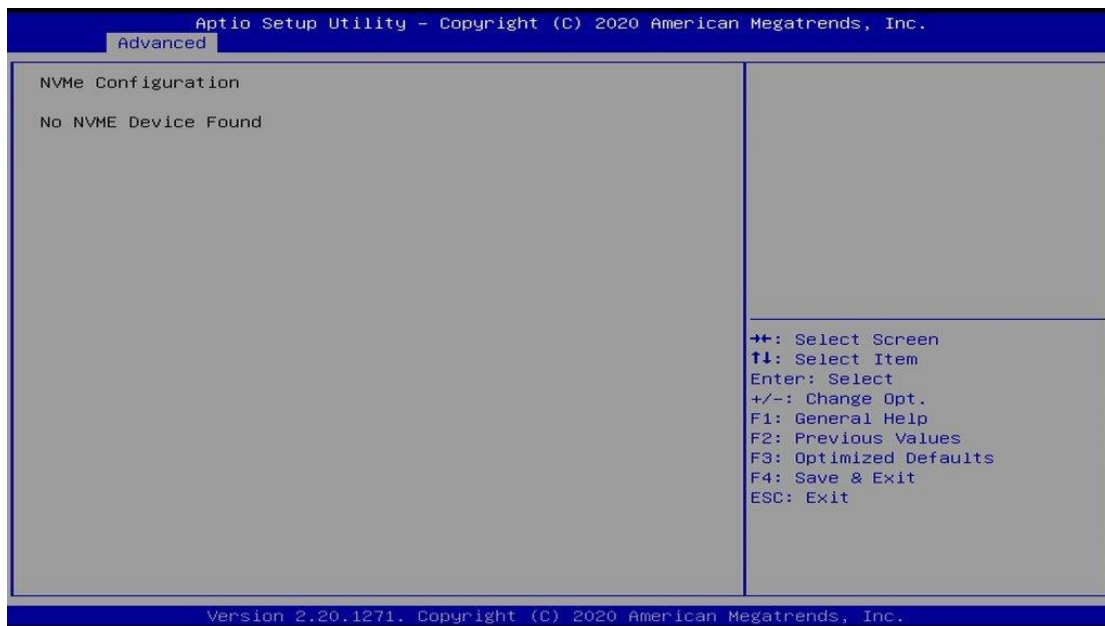 Aptio Setup Utility – Copyright (C) 2020 American Megatrends, Inc.
Advanced
NVMe Configuration
No NVME Device Found
→←: Select Screen
↑↓: Select Item
Enter: Select
+/-: Change Opt.
F1: General Help
F2: Previous Values
F3: Optimized Defaults
F4: Save & Exit
ESC: Exit
Version 2.20.1271. Copyright (C) 2020 American Megatrends, Inc.